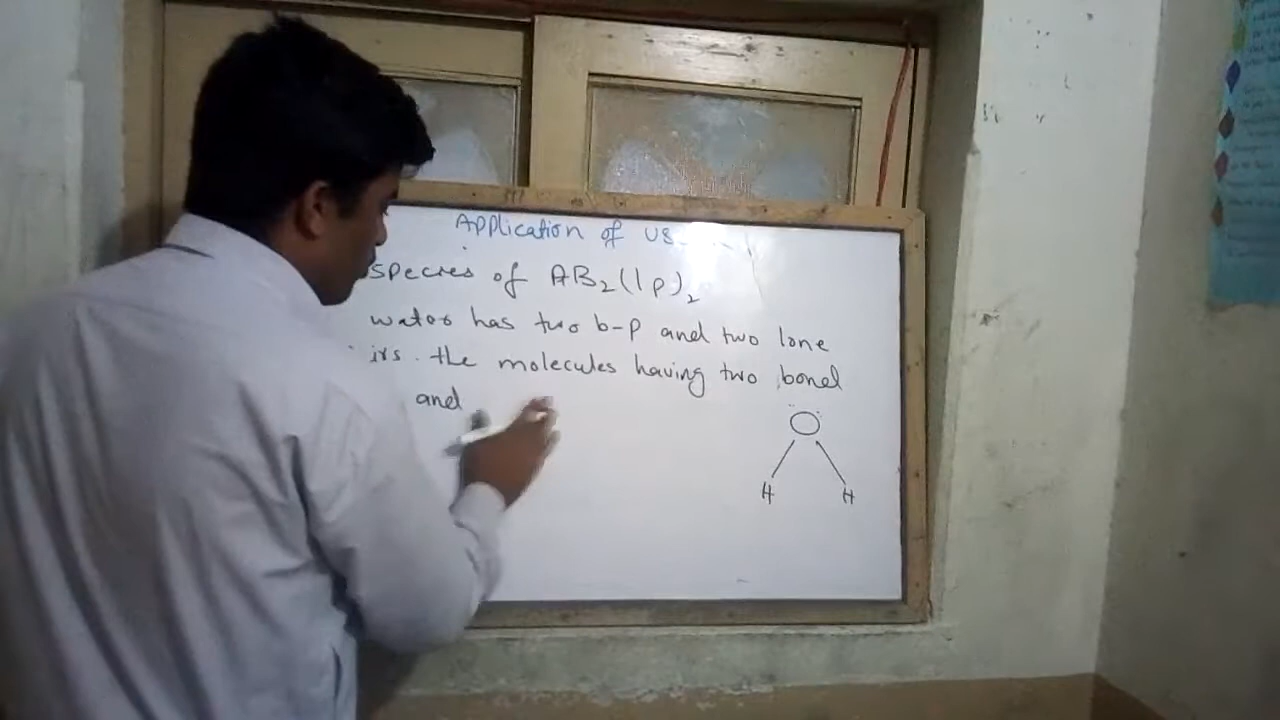 Application of US
species of AB₂(lp)₂
water has two b-p and two lone
irs. the molecules having two bond
and
O
H H